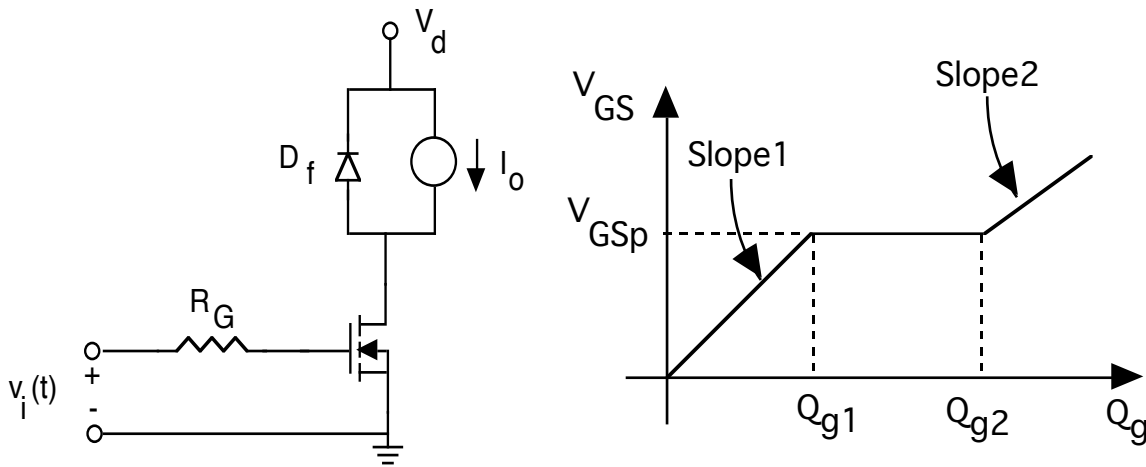 V_d
D_f
I_o
R_G
v_i(t)
+
-
V_GS
Slope1
Slope2
V_GSp
Q_g1
Q_g2
Q_g